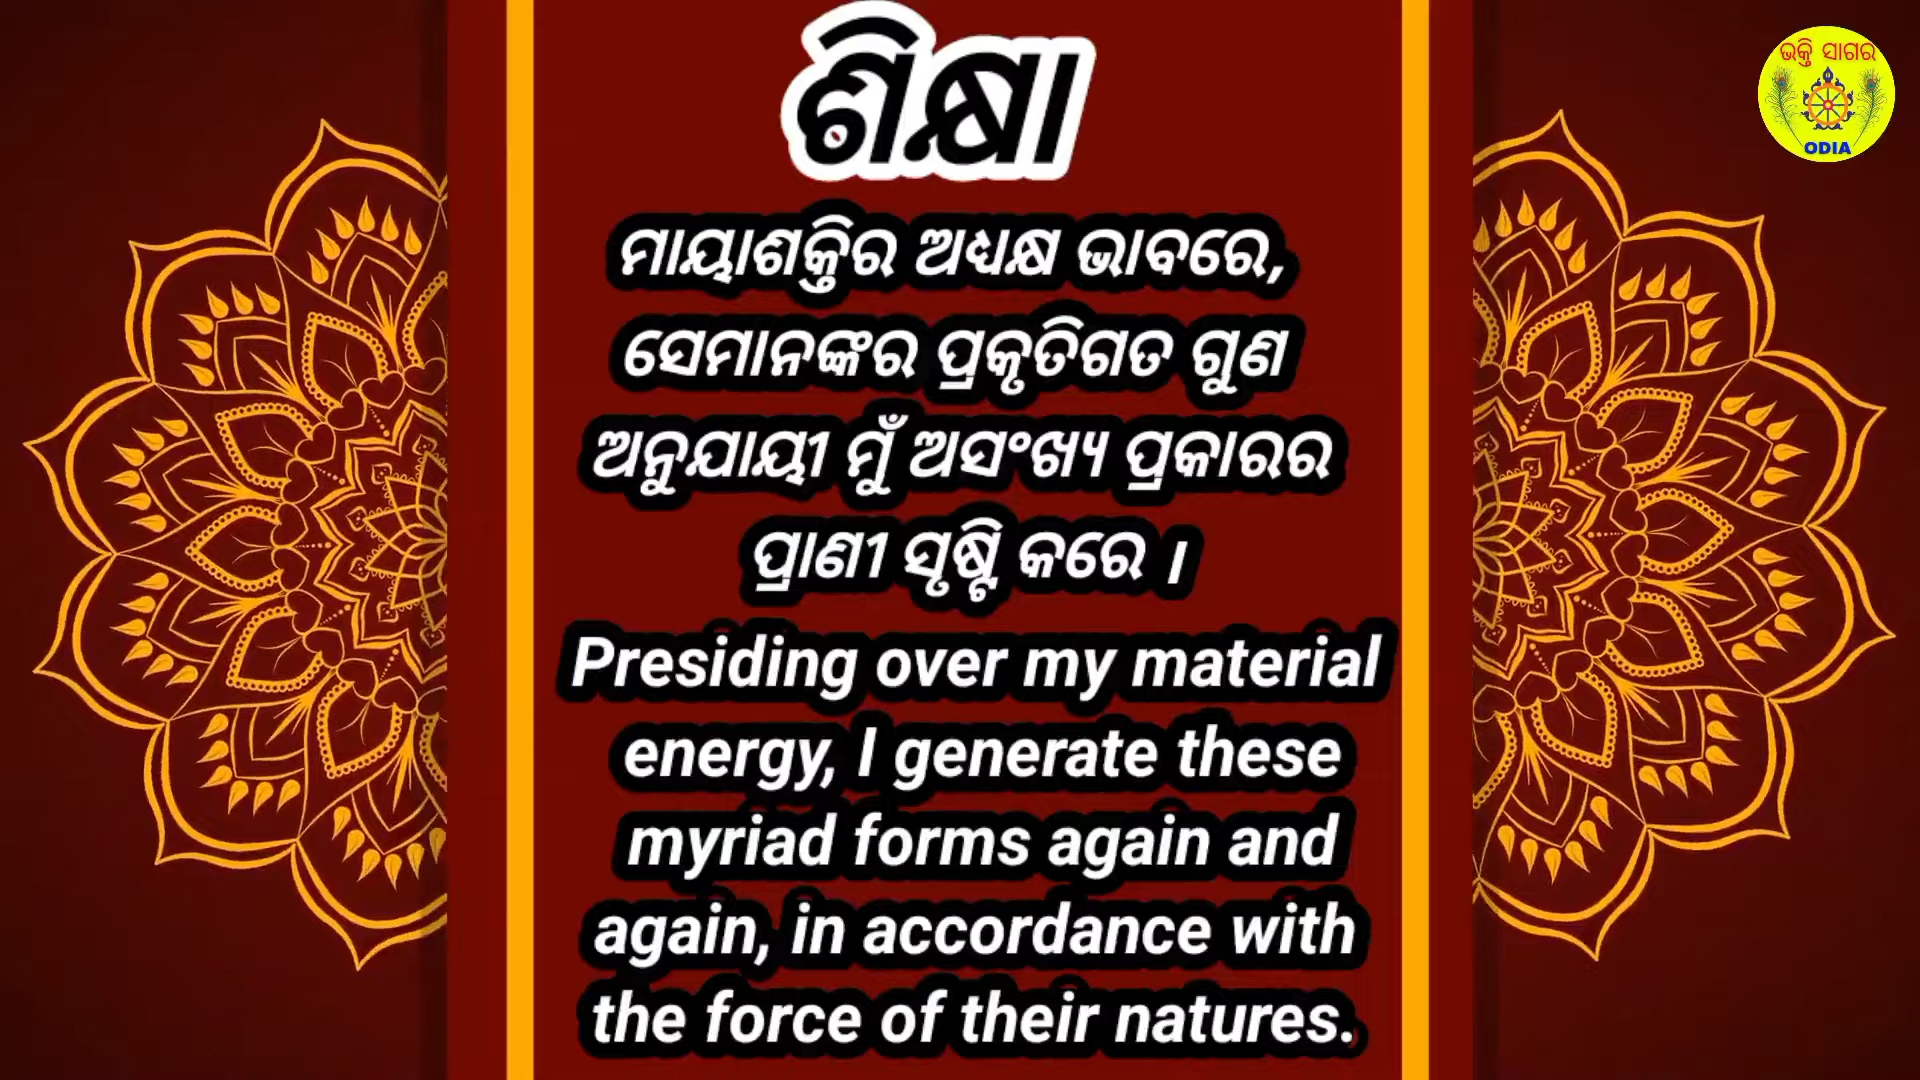 ଶିକ୍ଷା
ଭକ୍ତି ସାଗର
ODIA
ମାୟାଶକ୍ତିର ଅଧ୍ୟକ୍ଷ ଭାବରେ,
ସେମାନଙ୍କର ପ୍ରକୃତିଗତ ଗୁଣ
ଅନୁଯାୟୀ ମୁଁ ଅସଂଖ୍ୟ ପ୍ରକାରର
ପ୍ରାଣୀ ସୃଷ୍ଟି କରେ ।
Presiding over my material
energy, I generate these
myriad forms again and
again, in accordance with
the force of their natures.